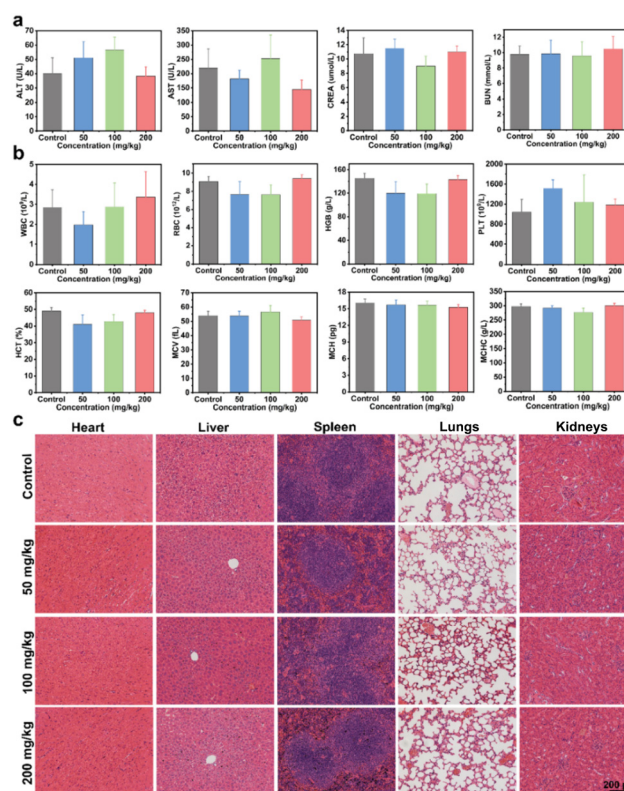 a
ALT (U/L)
70
60
50
40
30
20
10
0
Control 50 100 200
Concentration (mg/kg)
AST (U/L)
350
300
250
200
150
100
50
0
Control 50 100 200
Concentration (mg/kg)
CREA (umol/L)
14
12
10
8
6
4
2
0
Control 50 100 200
Concentration (mg/kg)
BUN (mmol/L)
14
12
10
8
6
4
2
0
Control 50 100 200
Concentration (mg/kg)
b
WBC (10⁹/L)
5
4
3
2
1
0
Control 50 100 200
Concentration (mg/kg)
RBC (10¹²/L)
12
10
8
6
4
2
0
Control 50 100 200
Concentration (mg/kg)
HGB (g/L)
160
120
80
40
0
Control 50 100 200
Concentration (mg/kg)
PLT (10⁹/L)
2000
1600
1200
800
400
0
Control 50 100 200
Concentration (mg/kg)
HCT (%)
60
50
40
30
20
10
0
Control 50 100 200
Concentration (mg/kg)
MCV (fL)
70
60
50
40
30
20
10
0
Control 50 100 200
Concentration (mg/kg)
MCH (pg)
18
15
12
9
6
3
0
Control 50 100 200
Concentration (mg/kg)
MCHC (g/L)
350
300
250
200
150
100
50
0
Control 50 100 200
Concentration (mg/kg)
c
Heart Liver Spleen Lungs Kidneys
Control
50 mg/kg
100 mg/kg
200 mg/kg
200